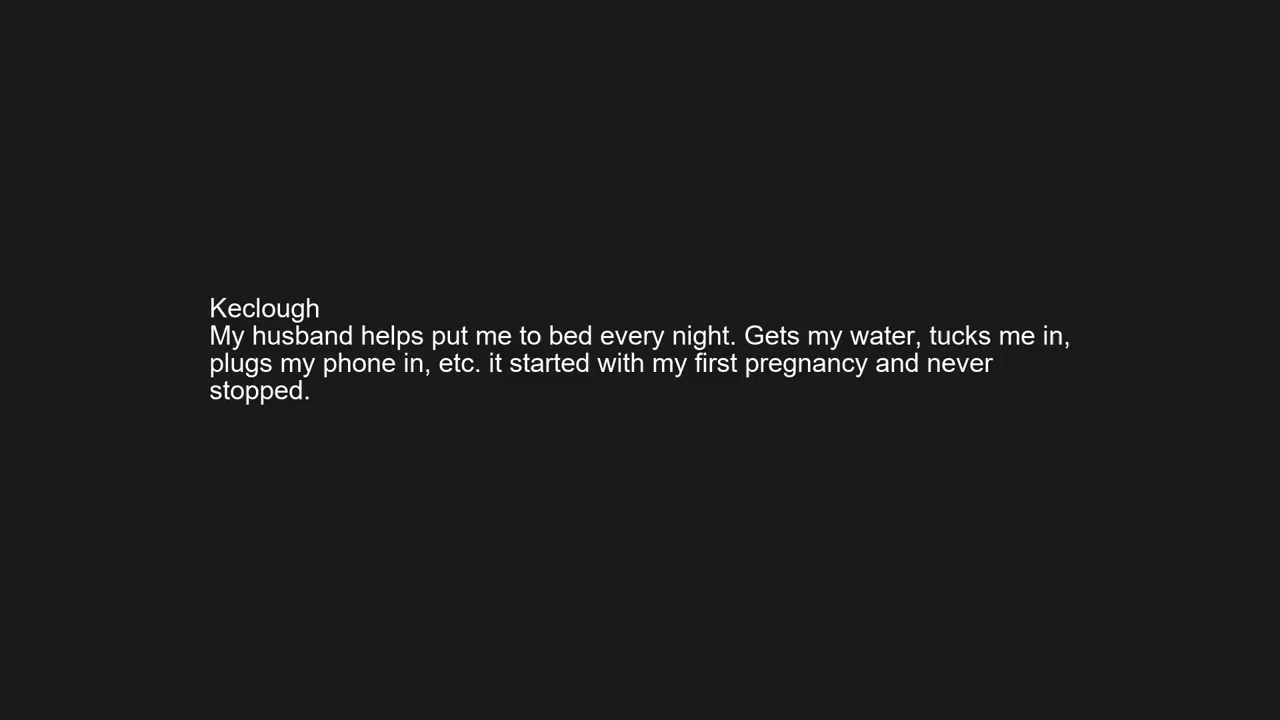 Keclough
My husband helps put me to bed every night. Gets my water, tucks me in,
plugs my phone in, etc. it started with my first pregnancy and never
stopped.